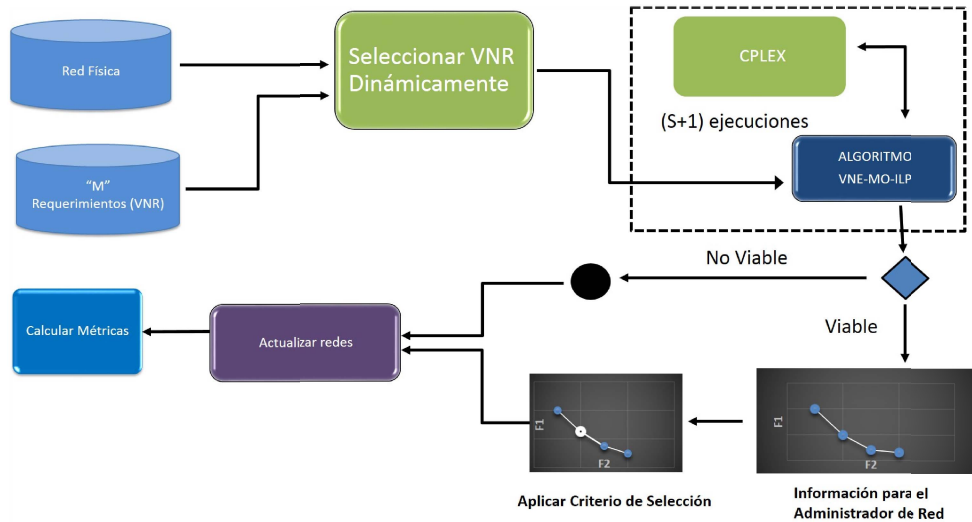 Red Física
Seleccionar VNR
Dinámicamente
CPLEX
(S+1) ejecuciones
"M"
Requerimientos (VNR)
ALGORITMO
VNE-MO-ILP
No Viable
Viable
Calcular Métricas
Actualizar redes
F1
F2
F1
F2
Aplicar Criterio de Selección
Información para el
Administrador de Red